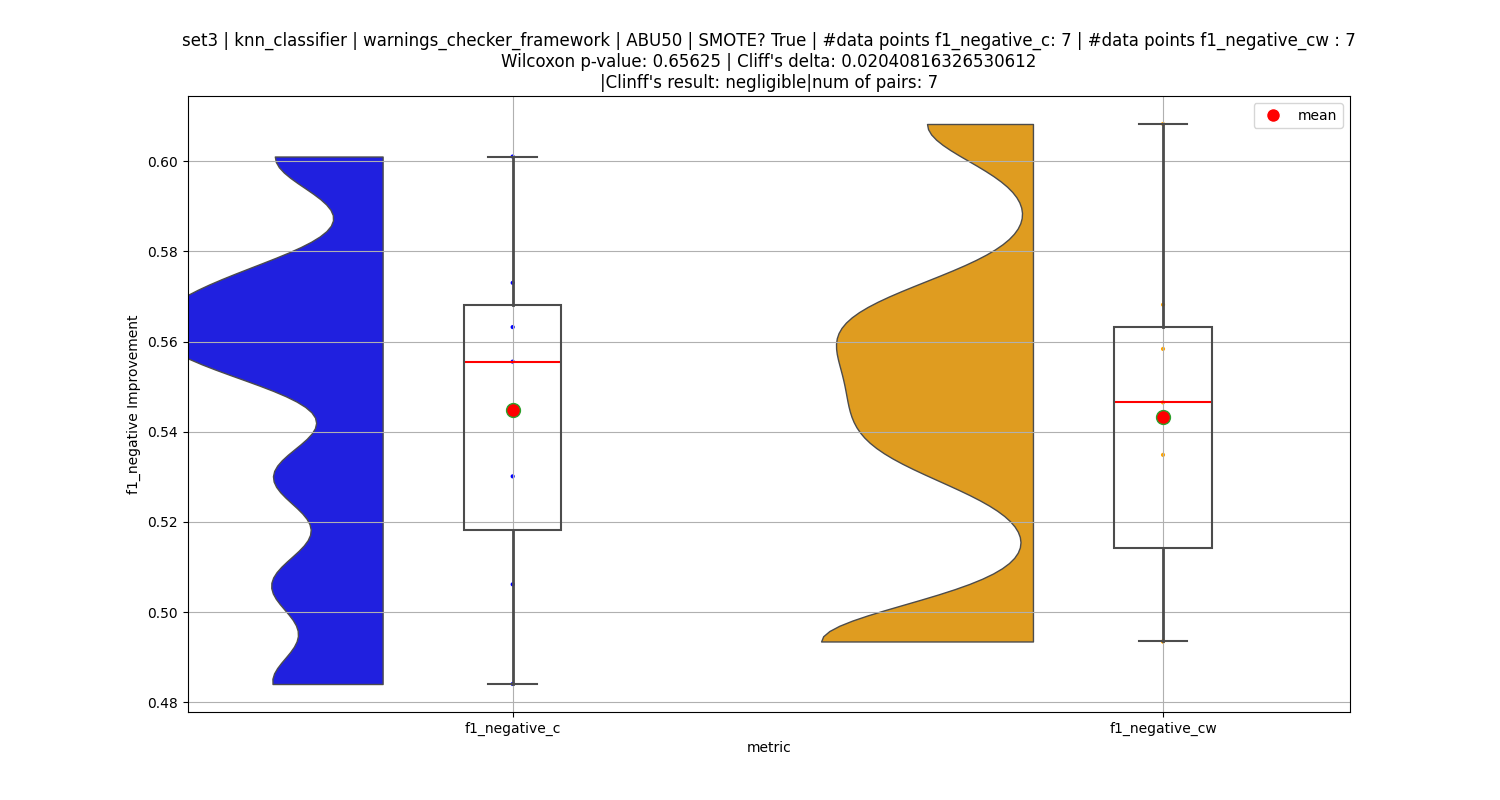 set3 | knn_classifier | warnings_checker_framework | ABU50 | SMOTE? True | #data points f1_negative_c: 7 | #data points f1_negative_cw : 7
Wilcoxon p-value: 0.65625 | Cliff's delta: 0.02040816326530612
|Clinff's result: negligible|num of pairs: 7
mean
0.60
0.58
0.56
0.54
0.52
0.50
0.48
f1_negative Improvement
f1_negative_c
f1_negative_cw
metric